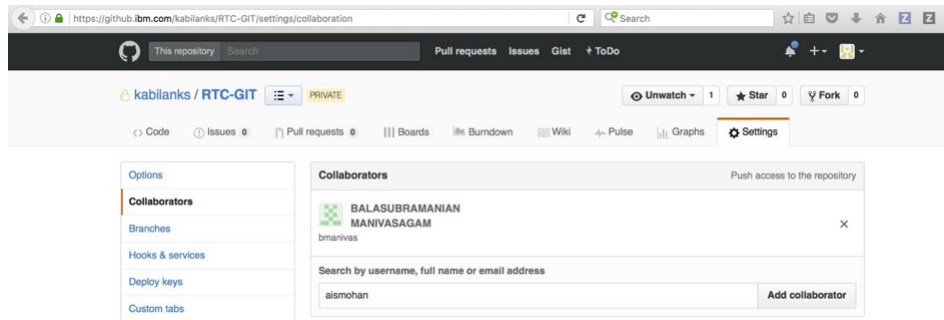 https://github.ibm.com/kabilanks/RTC-GIT/settings/collaboration
Search
Z
Z
This repository Search
Pull requests Issues Gist + ToDo
kabilanks / RTC-GIT PRIVATE
Unwatch 1 Star 0 Fork 0
Code Issues 0 Pull requests 0 Boards Burndown Wiki Pulse Graphs Settings
Options
Collaborators
Branches
Hooks & services
Deploy keys
Custom tabs
Collaborators Push access to the repository
BALASUBRAMANIAN
MANIVASAGAM
bmanivas
Search by username, full name or email address
aismohan Add collaborator